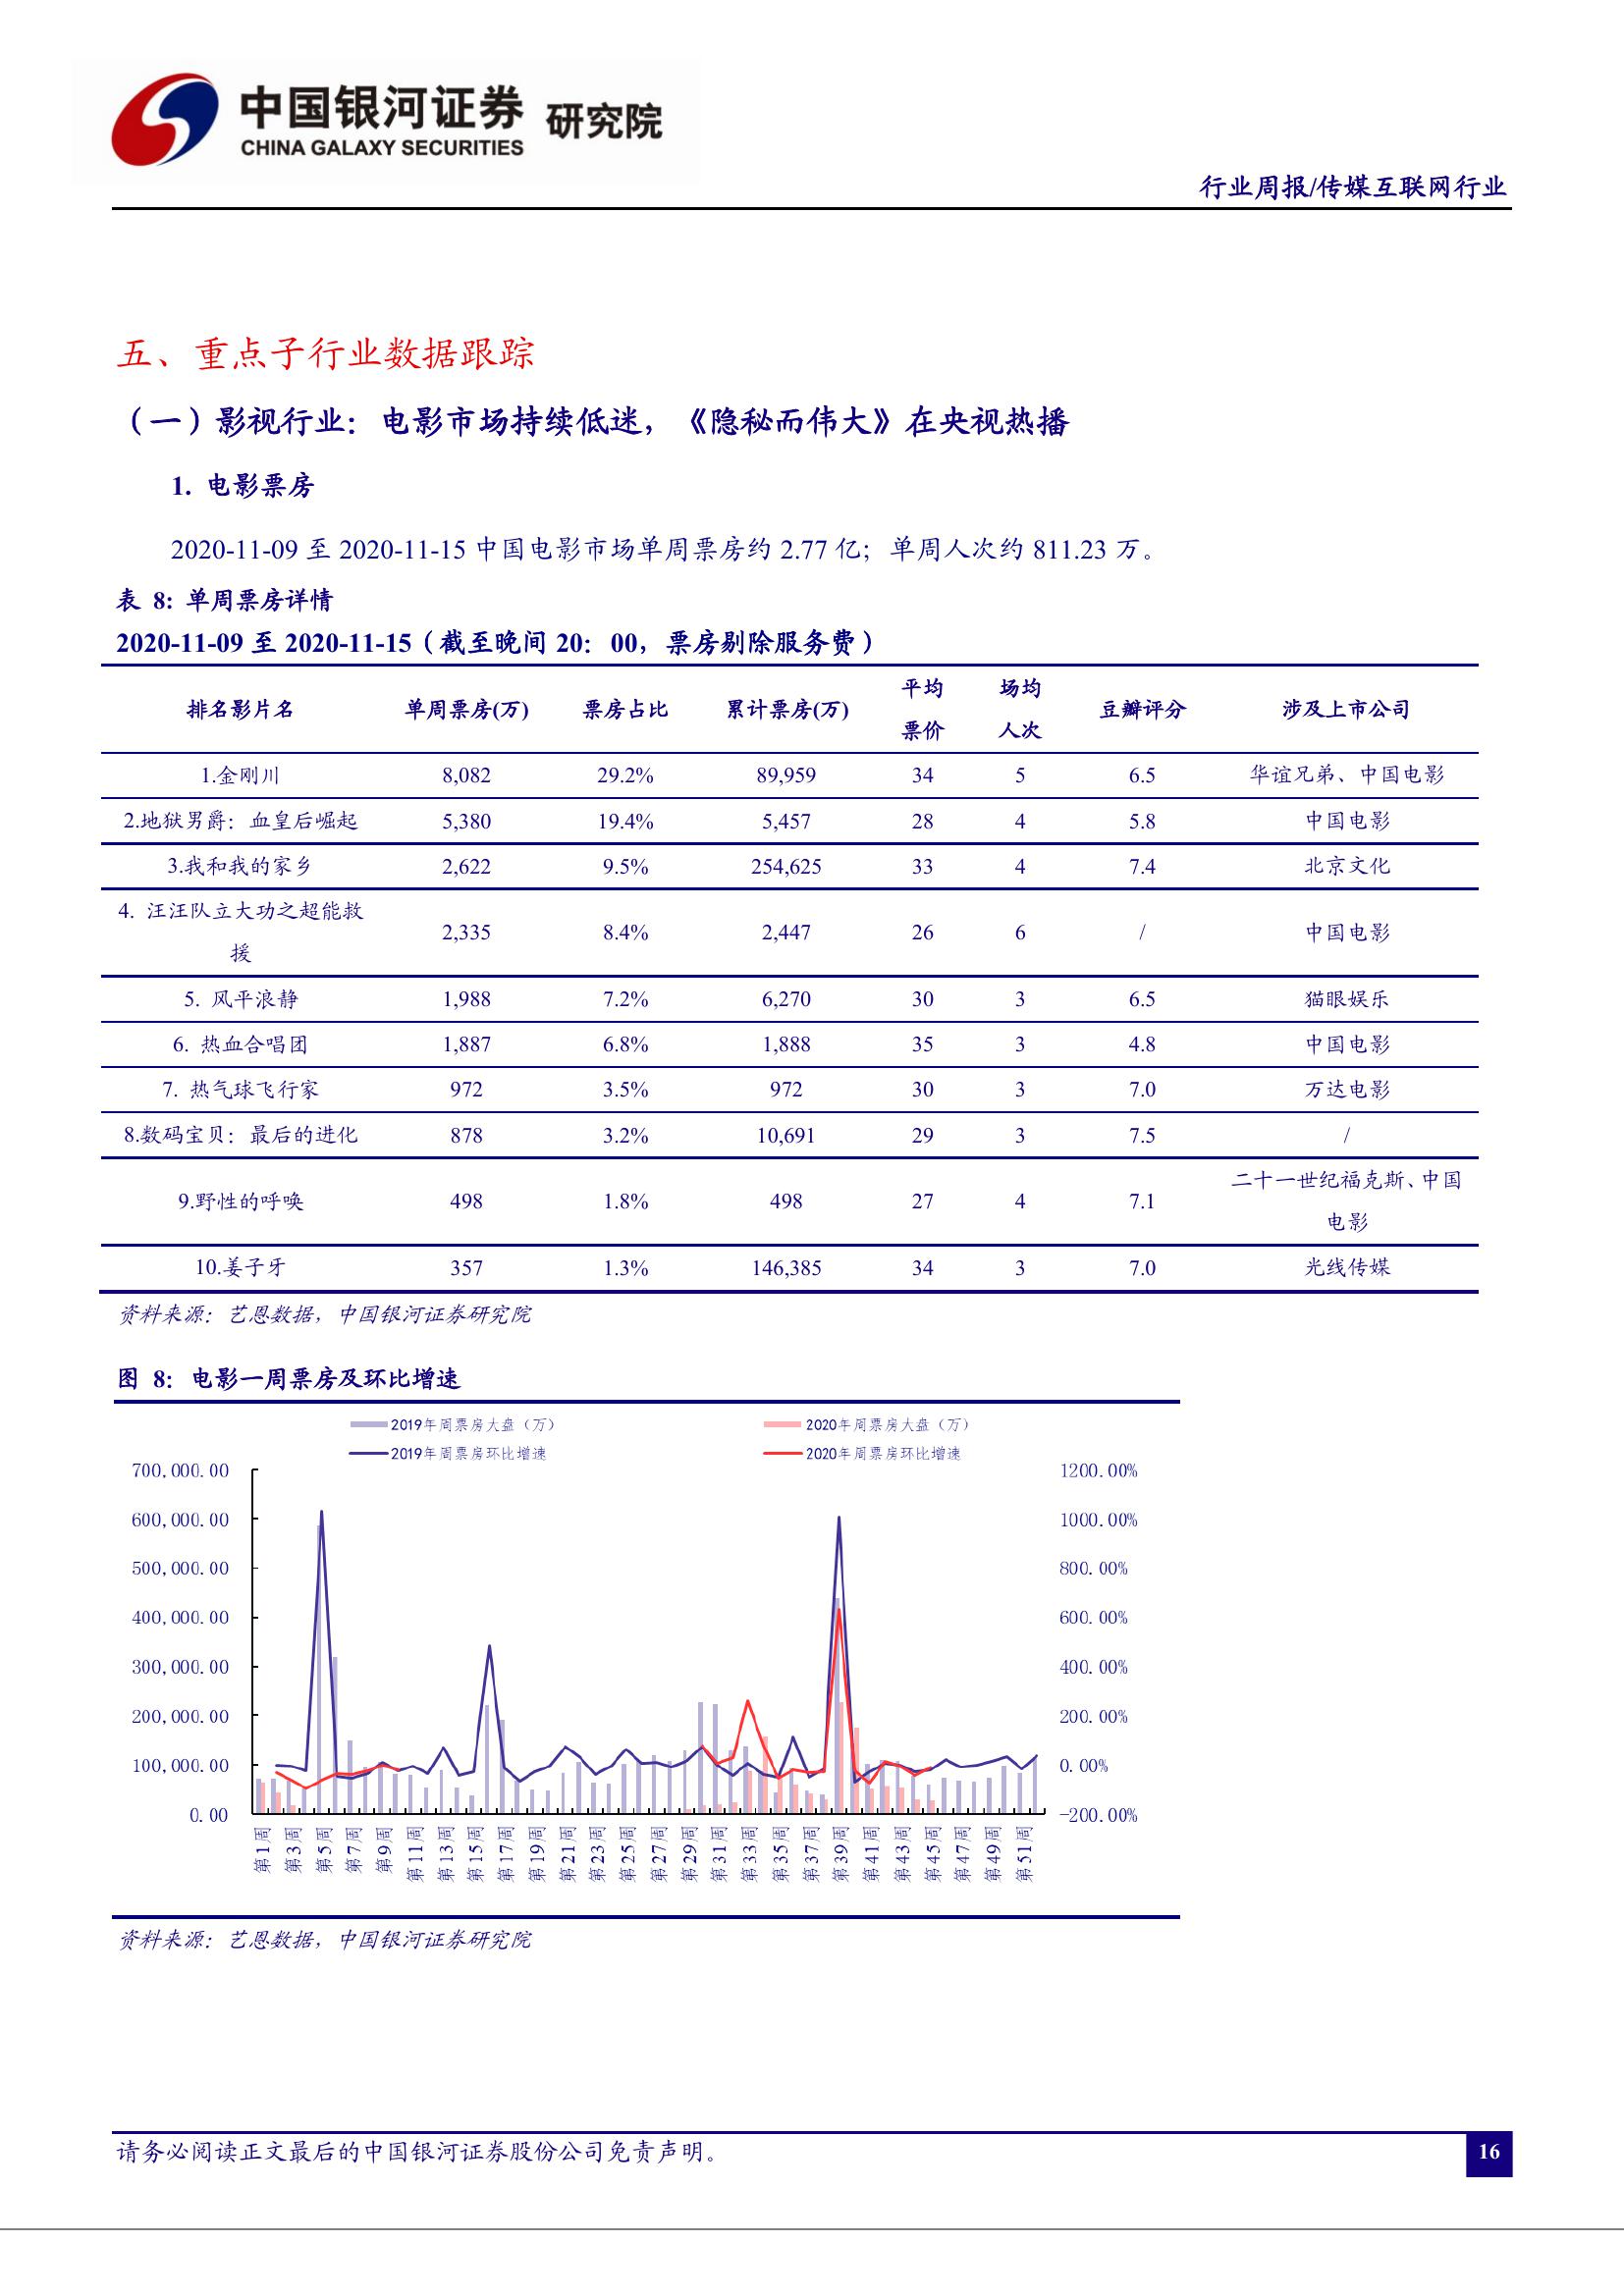 中国银河证券 研究院
CHINA GALAXY SECURITIES
行业周报/传媒互联网行业
五、重点子行业数据跟踪
（一）影视行业：电影市场持续低迷，《隐秘而伟大》在央视热播
1. 电影票房
2020-11-09 至 2020-11-15 中国电影市场单周票房约 2.77 亿；单周人次约 811.23 万。
表 8: 单周票房详情
2020-11-09 至 2020-11-15（截至晚间 20：00，票房剔除服务费）
排名影片名 单周票房(万) 票房占比 累计票房(万) 平均票价 场均人次 豆瓣评分 涉及上市公司
1.金刚川 8,082 29.2% 89,959 34 5 6.5 华谊兄弟、中国电影
2.地狱男爵：血皇后崛起 5,380 19.4% 5,457 28 4 5.8 中国电影
3.我和我的家乡 2,622 9.5% 254,625 33 4 7.4 北京文化
4. 汪汪队立大功之超能救援 2,335 8.4% 2,447 26 6 / 中国电影
5. 风平浪静 1,988 7.2% 6,270 30 3 6.5 猫眼娱乐
6. 热血合唱团 1,887 6.8% 1,888 35 3 4.8 中国电影
7. 热气球飞行家 972 3.5% 972 30 3 7.0 万达电影
8.数码宝贝：最后的进化 878 3.2% 10,691 29 3 7.5 /
9.野性的呼唤 498 1.8% 498 27 4 7.1 二十一世纪福克斯、中国电影
10.姜子牙 357 1.3% 146,385 34 3 7.0 光线传媒
资料来源：艺恩数据，中国银河证券研究院
图 8：电影一周票房及环比增速
2019年周票房大盘（万） 2020年周票房大盘（万）
2019年周票房环比增速 2020年周票房环比增速
700,000.00 1200.00%
600,000.00 1000.00%
500,000.00 800.00%
400,000.00 600.00%
300,000.00 400.00%
200,000.00 200.00%
100,000.00 0.00%
0.00 -200.00%
第1周 第3周 第5周 第7周 第9周 第11周 第13周 第15周 第17周 第19周 第21周 第23周 第25周 第27周 第29周 第31周 第33周 第35周 第37周 第39周 第41周 第43周 第45周 第47周 第49周 第51周
资料来源：艺恩数据，中国银河证券研究院
请务必阅读正文最后的中国银河证券股份公司免责声明。
16